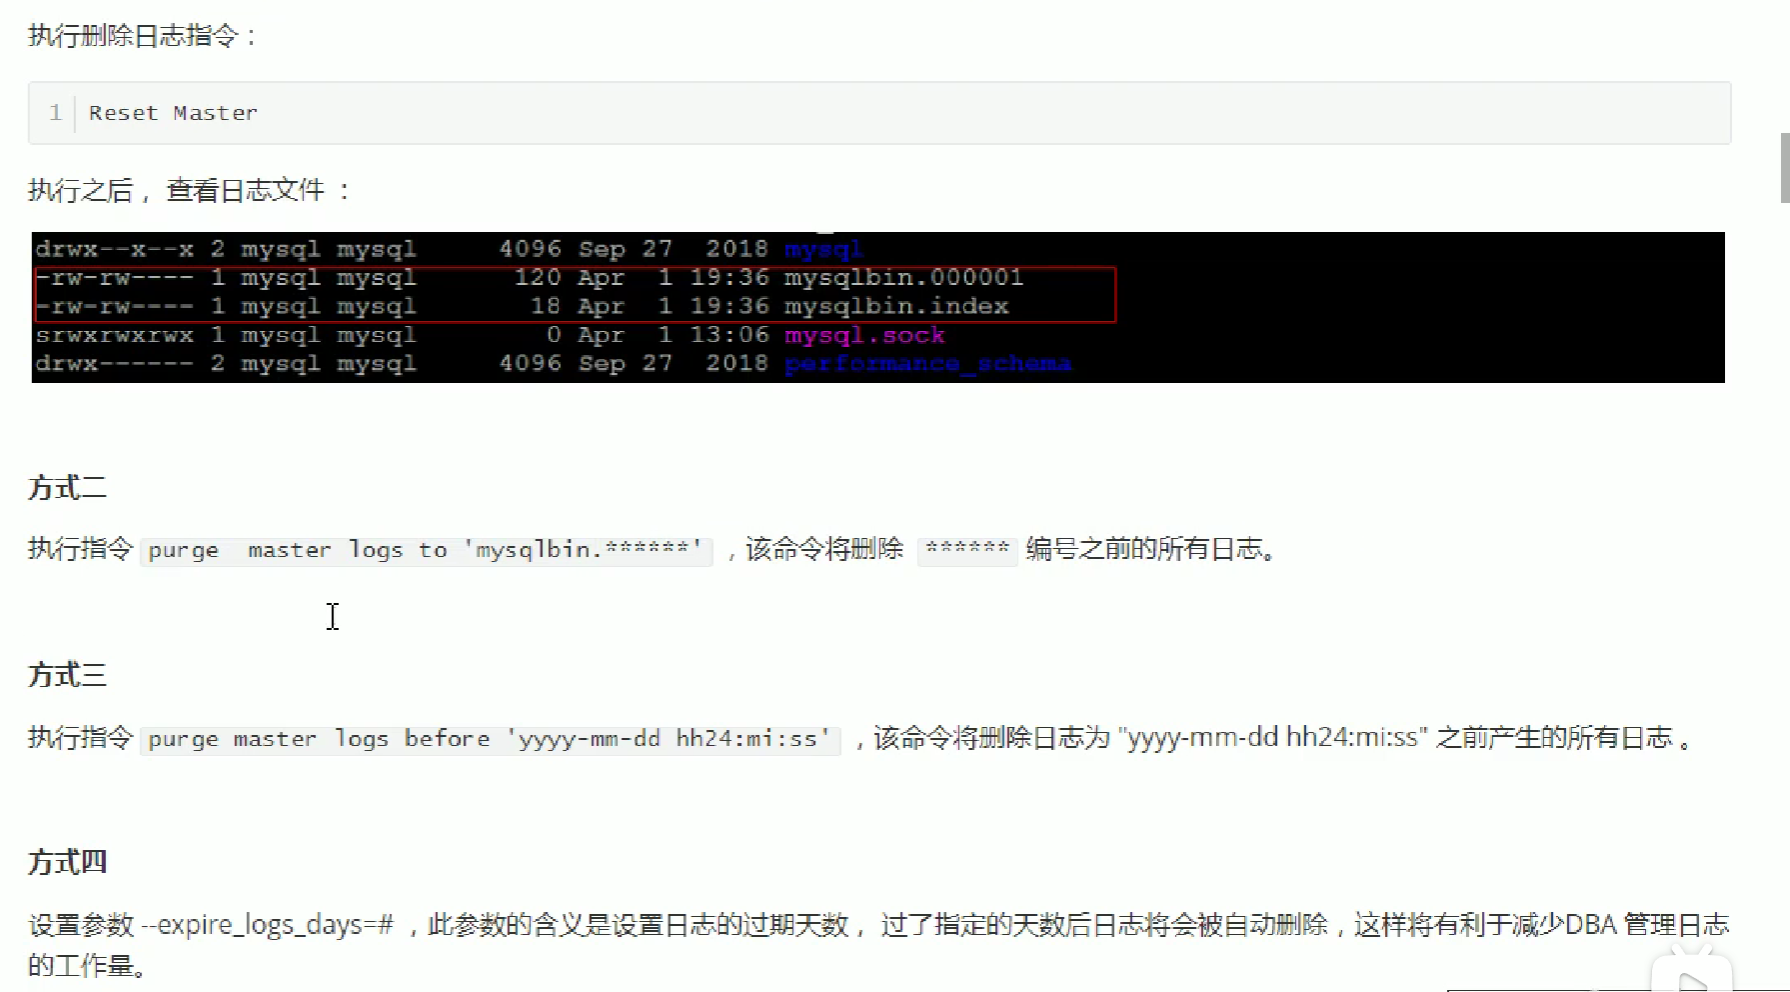 执行删除日志指令：
1 Reset Master
执行之后， 查看日志文件 ：
drwx--x--x 2 mysql mysql 4096 Sep 27 2018 mysql
-rw-rw---- 1 mysql mysql 120 Apr 1 19:36 mysqlbin.000001
-rw-rw---- 1 mysql mysql 18 Apr 1 19:36 mysqlbin.index
srwxrwxrwx 1 mysql mysql 0 Apr 1 13:06 mysql.sock
drwx------ 2 mysql mysql 4096 Sep 27 2018 performance_schema
方式二
执行指令 purge  master logs to 'mysqlbin.******' ，该命令将删除 ****** 编号之前的所有日志。
方式三
执行指令 purge master logs before 'yyyy-mm-dd hh24:mi:ss' ，该命令将删除日志为 "yyyy-mm-dd hh24:mi:ss" 之前产生的所有日志 。
方式四
设置参数 --expire_logs_days=# ，此参数的含义是设置日志的过期天数， 过了指定的天数后日志将会被自动删除，这样将有利于减少DBA 管理日志
的工作量。